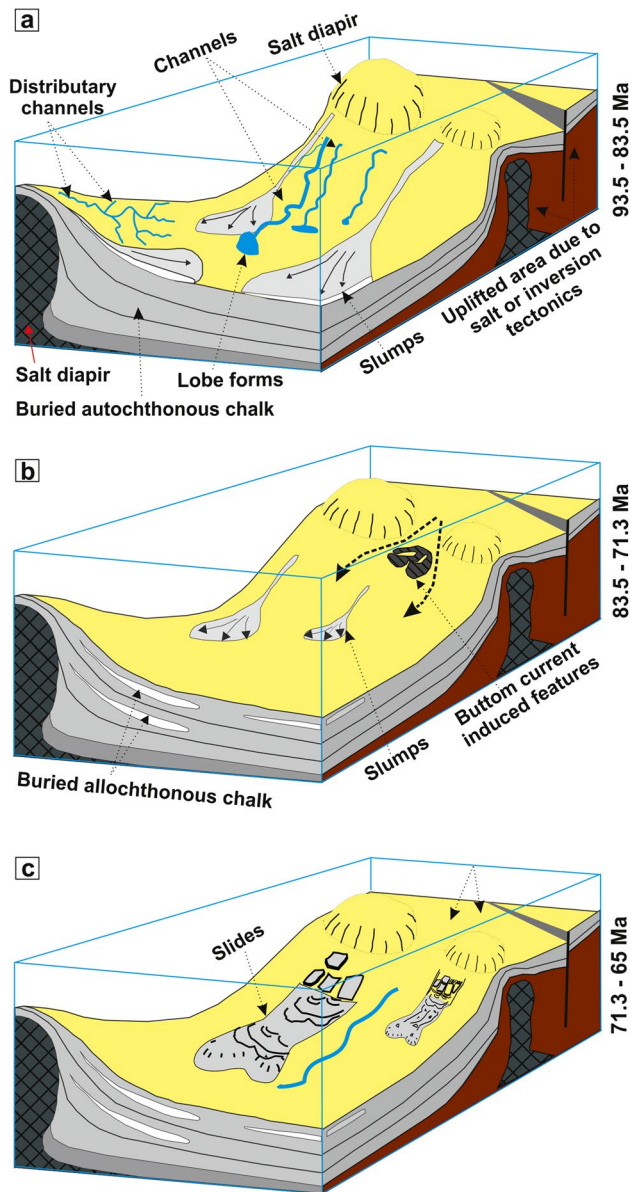 a
Salt diapir
Channels
Distributary
channels
93.5 - 83.5 Ma
Uplifted area due to
salt or inversion
tectonics
Slumps
Lobe forms
Salt diapir
Buried autochthonous chalk
b
83.5 - 71.3 Ma
Buttom current
induced features
Slumps
Buried allochthonous chalk
c
Slides
71.3 - 65 Ma